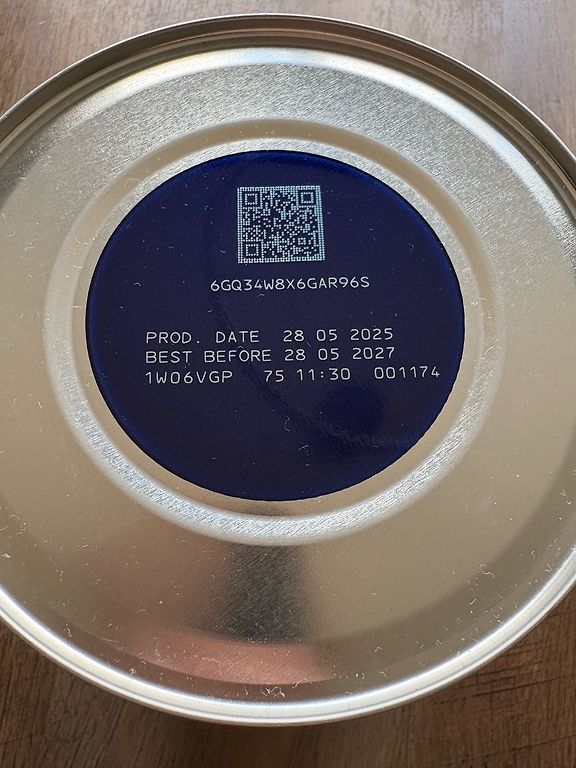 6GQ34W8X6GAR96S
PROD. DATE 28 05 2025
BEST BEFORE 28 05 2027
1W06VGP 75 11:30 001174